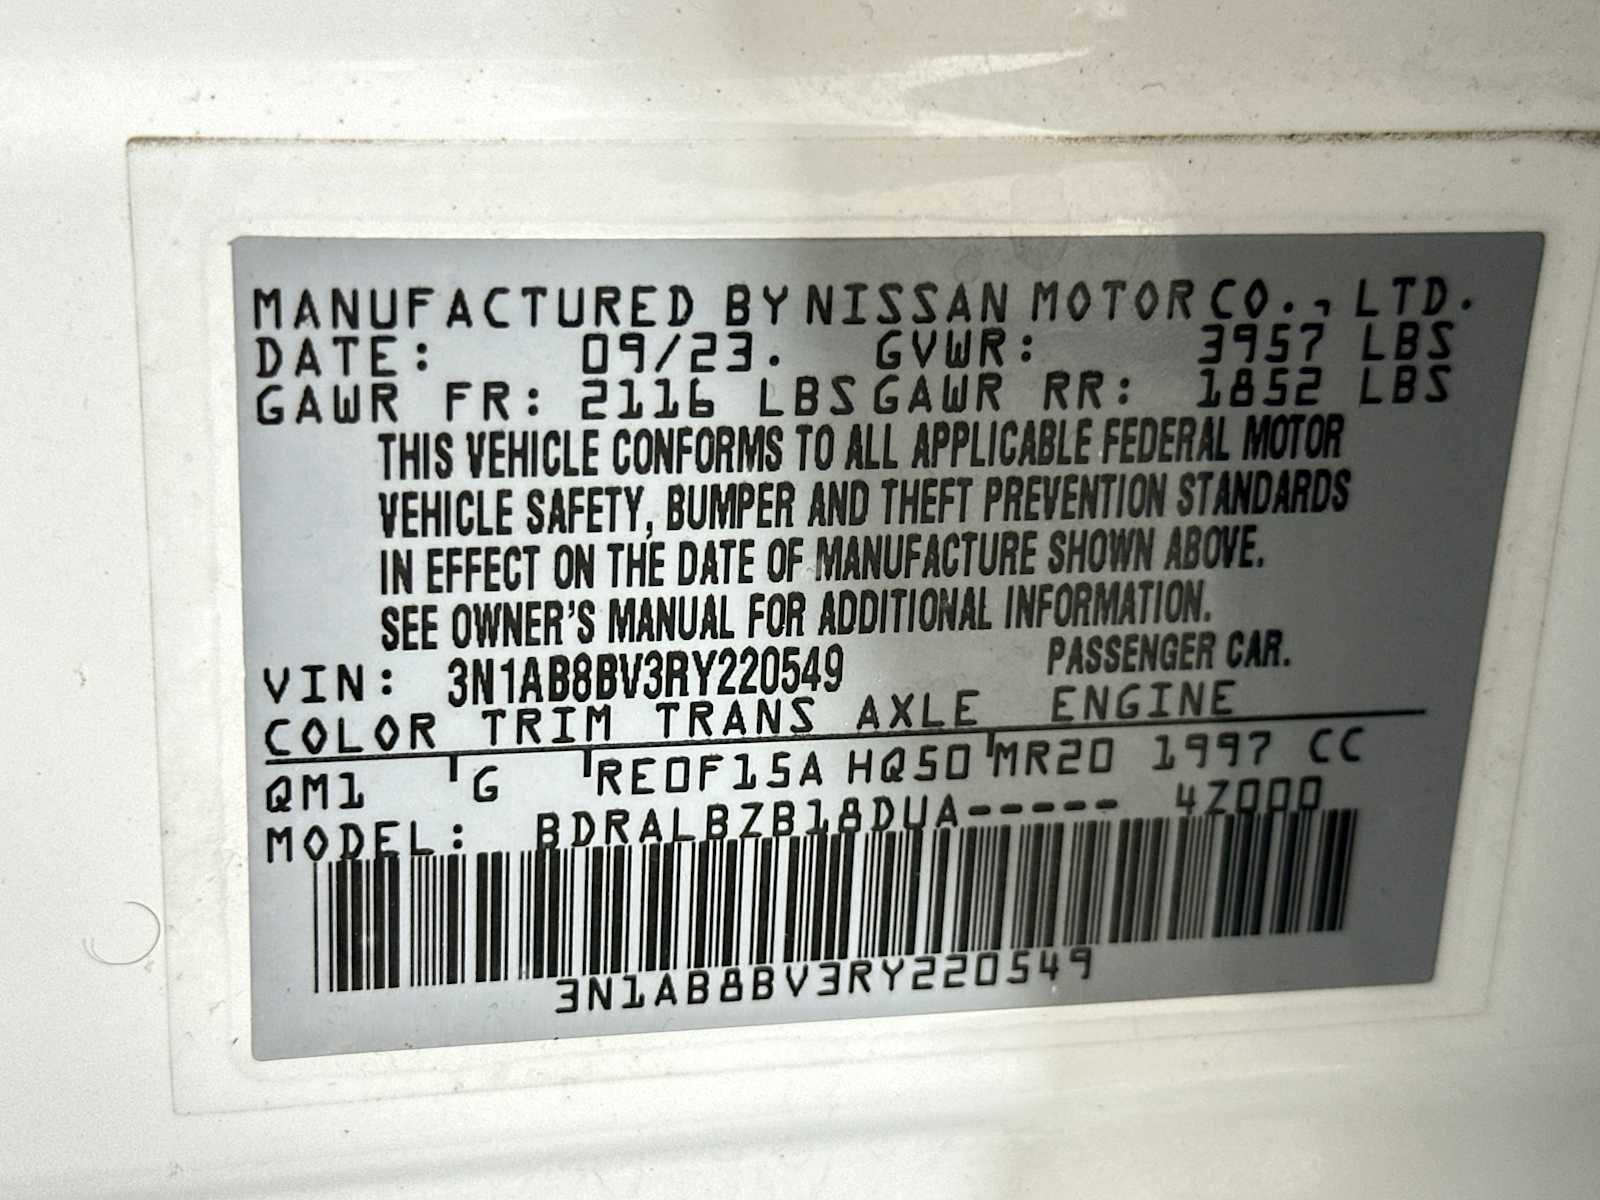 MANUFACTURED BY NISSAN MOTOR CO., LTD.
DATE: 09/23. GVWR: 3957 LBS
GAWR FR: 2116 LBS GAWR RR: 1852 LBS
THIS VEHICLE CONFORMS TO ALL APPLICABLE FEDERAL MOTOR
VEHICLE SAFETY, BUMPER AND THEFT PREVENTION STANDARDS
IN EFFECT ON THE DATE OF MANUFACTURE SHOWN ABOVE.
SEE OWNER'S MANUAL FOR ADDITIONAL INFORMATION.
VIN: 3N1AB8BV3RY220549 PASSENGER CAR.
COLOR TRIM TRANS AXLE ENGINE
QM1 G RE0F15A HQ50 MR20 1997 CC
MODEL: BDRALBZB18DUA----- 4Z000
3N1AB8BV3RY220549